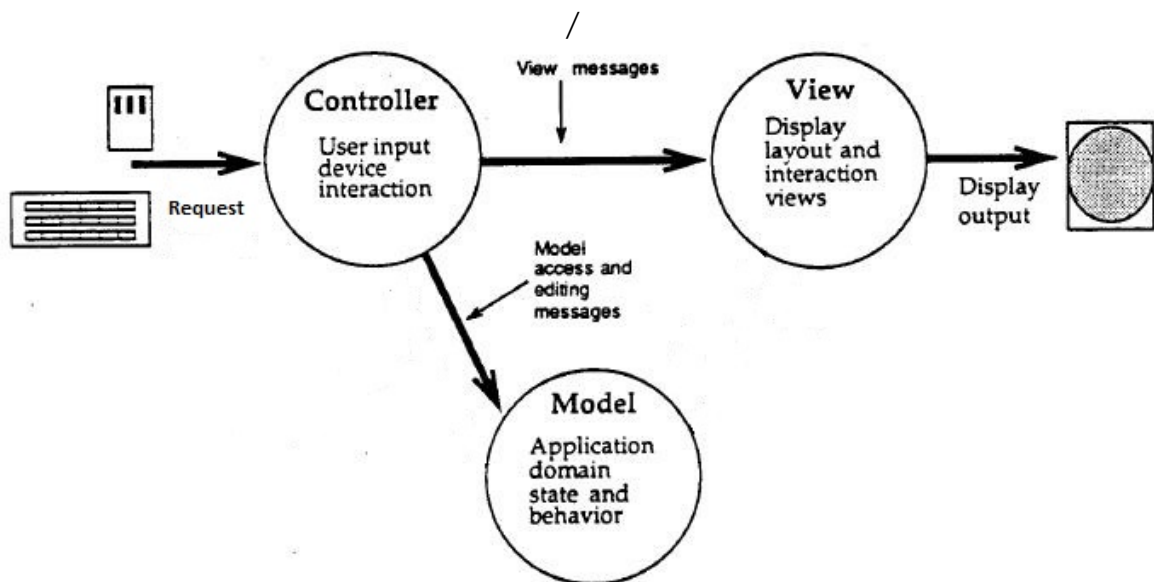 /
View messages
Controller
User input
device
interaction
View
Display
layout and
interaction
views
Request
Display
output
Model
access and
editing
messages
Model
Application
domain
state and
behavior